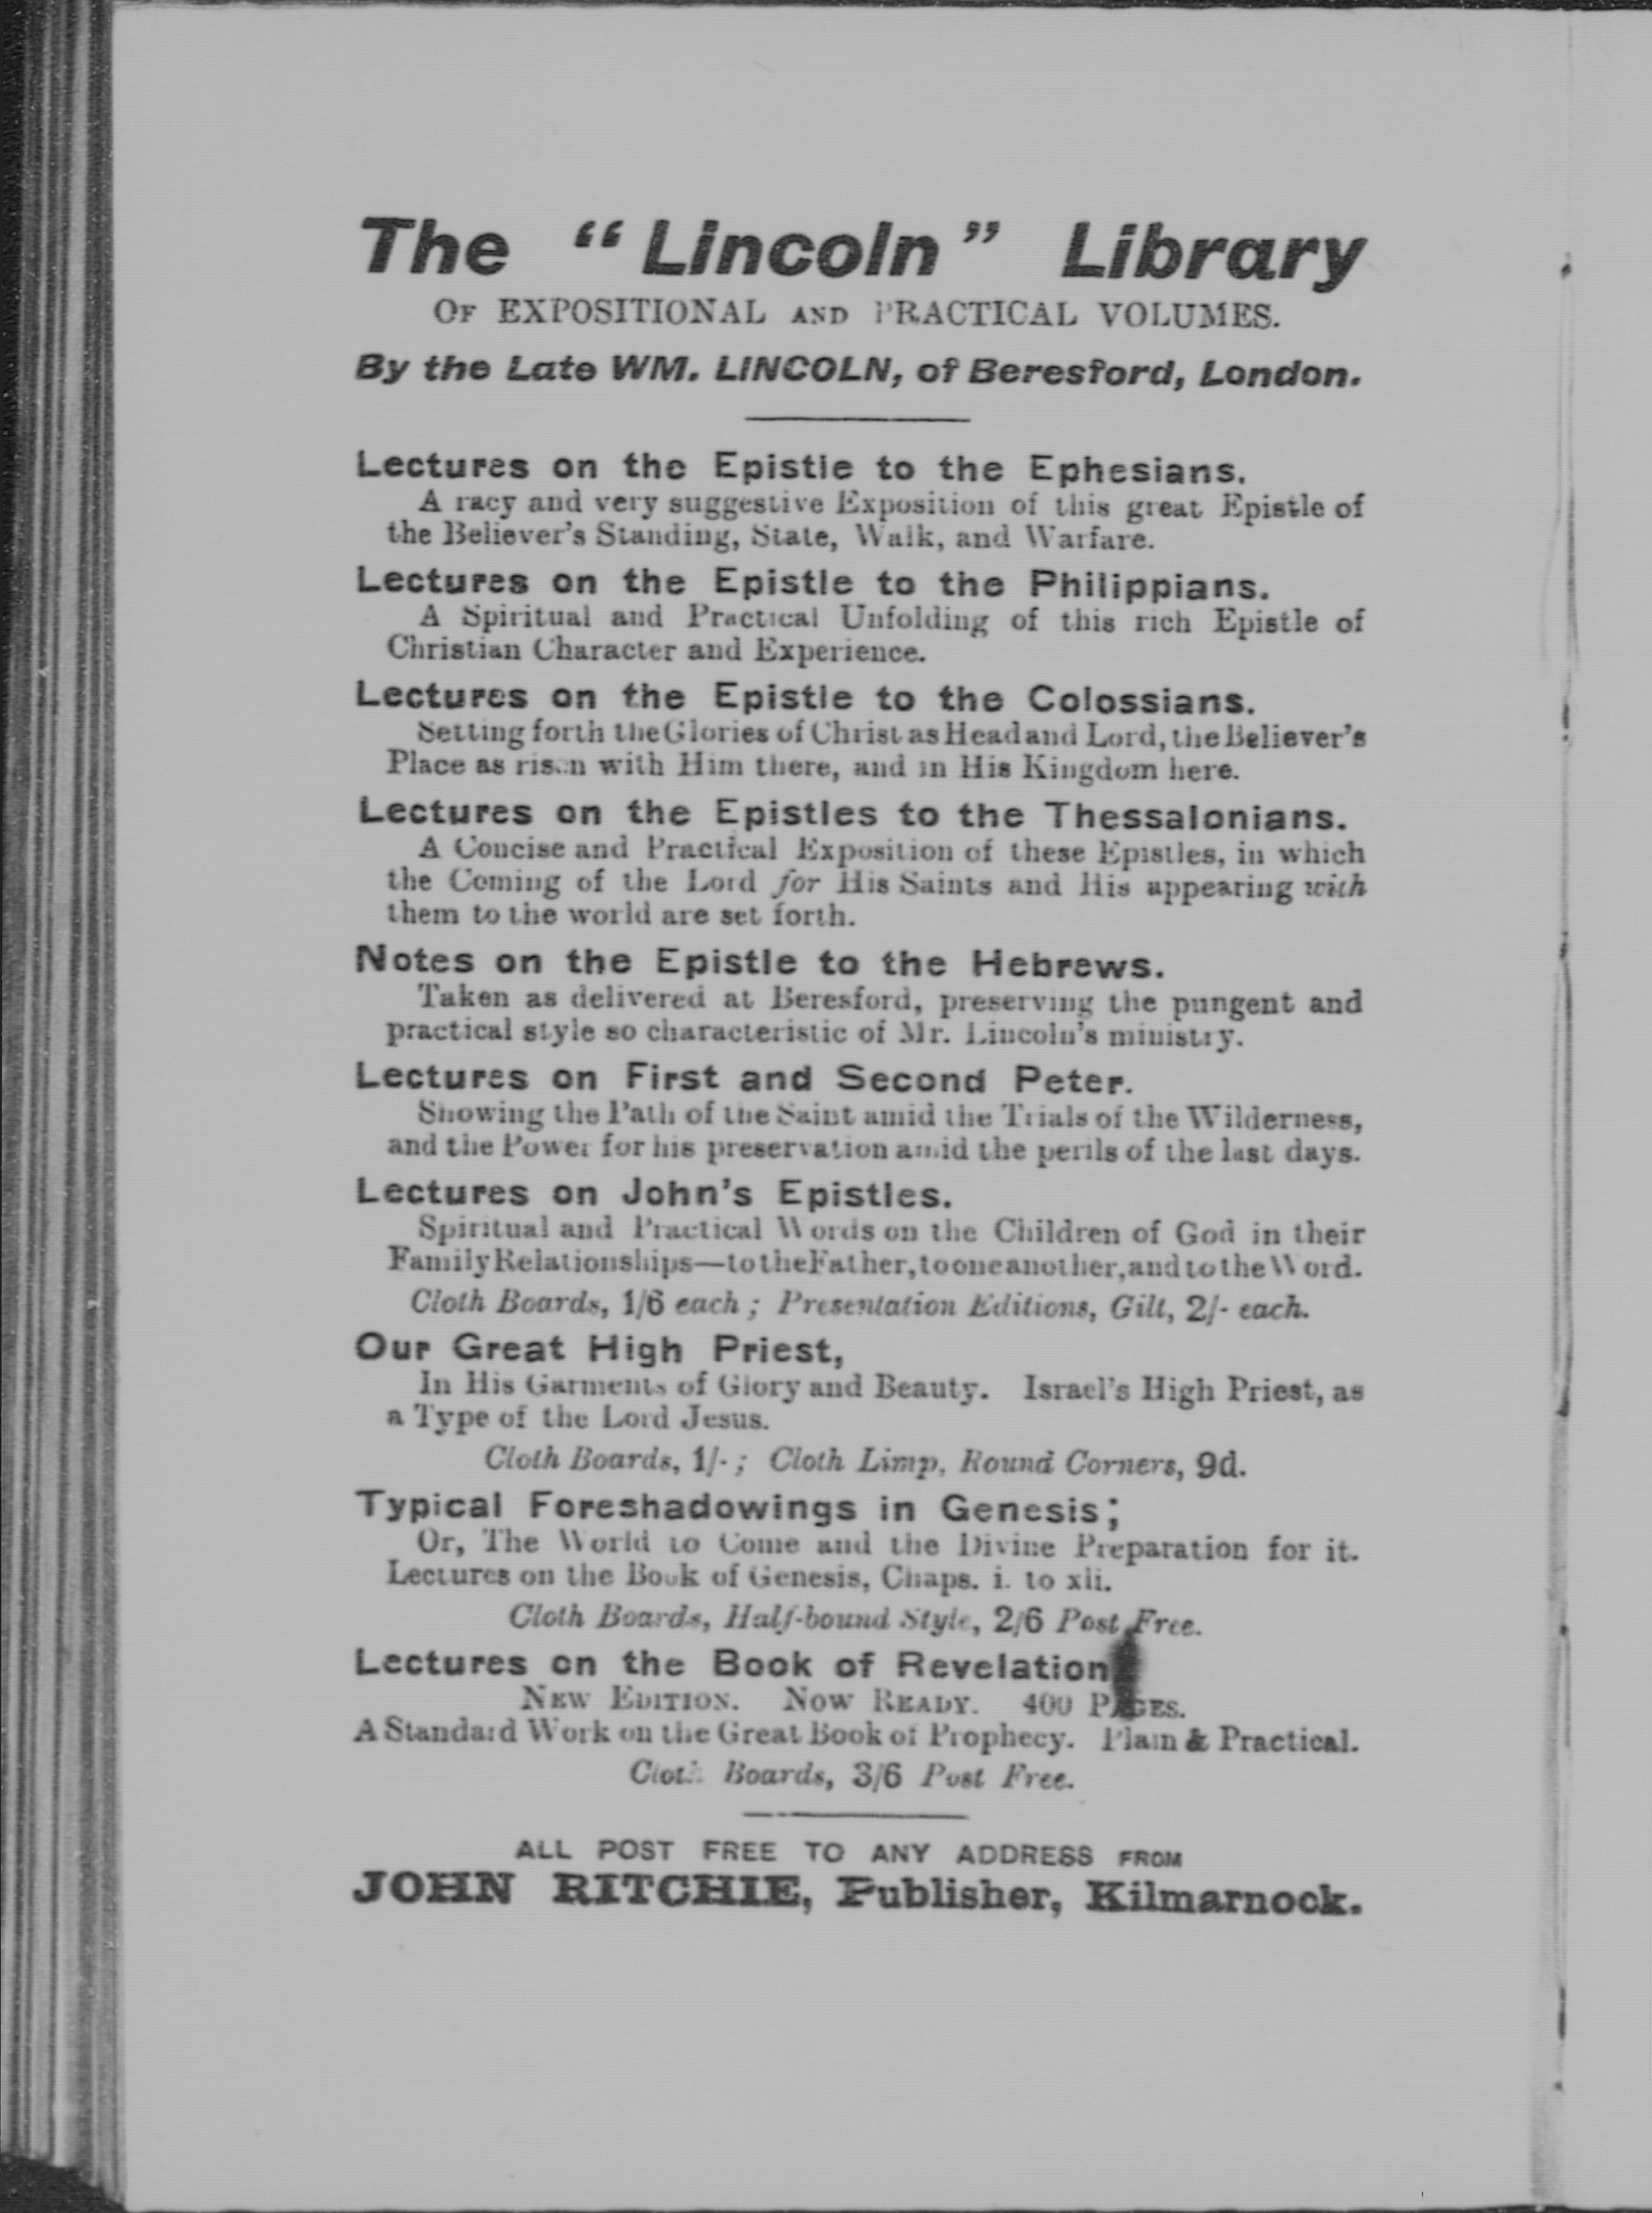 The “Lincoln” Library
OF EXPOSITIONAL AND PRACTICAL VOLUMES.
By the Late WM. LINCOLN, of Beresford, London.
Lectures on the Epistle to the Ephesians.
A racy and very suggestive Exposition of this great Epistle of
the Believer’s Standing, State, Walk, and Warfare.
Lectures on the Epistle to the Philippians.
A Spiritual and Practical Unfolding of this rich Epistle of
Christian Character and Experience.
Lectures on the Epistle to the Colossians.
Setting forth the Glories of Christ as Head and Lord, the Believer’s
Place as risen with Him there, and in His Kingdom here.
Lectures on the Epistles to the Thessalonians.
A Concise and Practical Exposition of these Epistles, in which
the Coming of the Lord for His Saints and His appearing with
them to the world are set forth.
Notes on the Epistle to the Hebrews.
Taken as delivered at Beresford, preserving the pungent and
practical style so characteristic of Mr. Lincoln’s ministry.
Lectures on First and Second Peter.
Showing the Path of the Saint amid the Trials of the Wilderness,
and the Power for his preservation amid the perils of the last days.
Lectures on John’s Epistles.
Spiritual and Practical Words on the Children of God in their
Family Relationships—to the Father, to one another, and to the Word.
Cloth Boards, 1/6 each; Presentation Editions, Gilt, 2/- each.
Our Great High Priest,
In His Garments of Glory and Beauty. Israel’s High Priest, as
a Type of the Lord Jesus.
Cloth Boards, 1/-; Cloth Limp, Round Corners, 9d.
Typical Foreshadowings in Genesis;
Or, The World to Come and the Divine Preparation for it.
Lectures on the Book of Genesis, Chaps. i. to xii.
Cloth Boards, Half-bound Style, 2/6 Post Free.
Lectures on the Book of Revelation
NEW EDITION. NOW READY. 400 PAGES.
A Standard Work on the Great Book of Prophecy. Plain & Practical.
Cloth Boards, 3/6 Post Free.
ALL POST FREE TO ANY ADDRESS FROM
JOHN RITCHIE, Publisher, Kilmarnock.